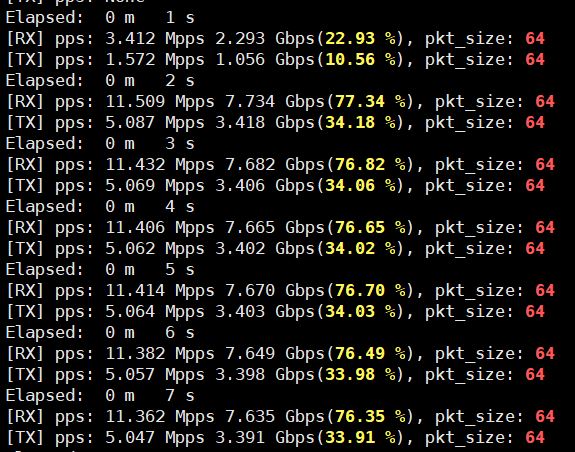 [TX] pps: None
Elapsed:  0 m   1 s
[RX] pps: 3.412 Mpps 2.293 Gbps(22.93 %), pkt_size: 64
[TX] pps: 1.572 Mpps 1.056 Gbps(10.56 %), pkt_size: 64
Elapsed:  0 m   2 s
[RX] pps: 11.509 Mpps 7.734 Gbps(77.34 %), pkt_size: 64
[TX] pps: 5.087 Mpps 3.418 Gbps(34.18 %), pkt_size: 64
Elapsed:  0 m   3 s
[RX] pps: 11.432 Mpps 7.682 Gbps(76.82 %), pkt_size: 64
[TX] pps: 5.069 Mpps 3.406 Gbps(34.06 %), pkt_size: 64
Elapsed:  0 m   4 s
[RX] pps: 11.406 Mpps 7.665 Gbps(76.65 %), pkt_size: 64
[TX] pps: 5.062 Mpps 3.402 Gbps(34.02 %), pkt_size: 64
Elapsed:  0 m   5 s
[RX] pps: 11.414 Mpps 7.670 Gbps(76.70 %), pkt_size: 64
[TX] pps: 5.064 Mpps 3.403 Gbps(34.03 %), pkt_size: 64
Elapsed:  0 m   6 s
[RX] pps: 11.382 Mpps 7.649 Gbps(76.49 %), pkt_size: 64
[TX] pps: 5.057 Mpps 3.398 Gbps(33.98 %), pkt_size: 64
Elapsed:  0 m   7 s
[RX] pps: 11.362 Mpps 7.635 Gbps(76.35 %), pkt_size: 64
[TX] pps: 5.047 Mpps 3.391 Gbps(33.91 %), pkt_size: 64